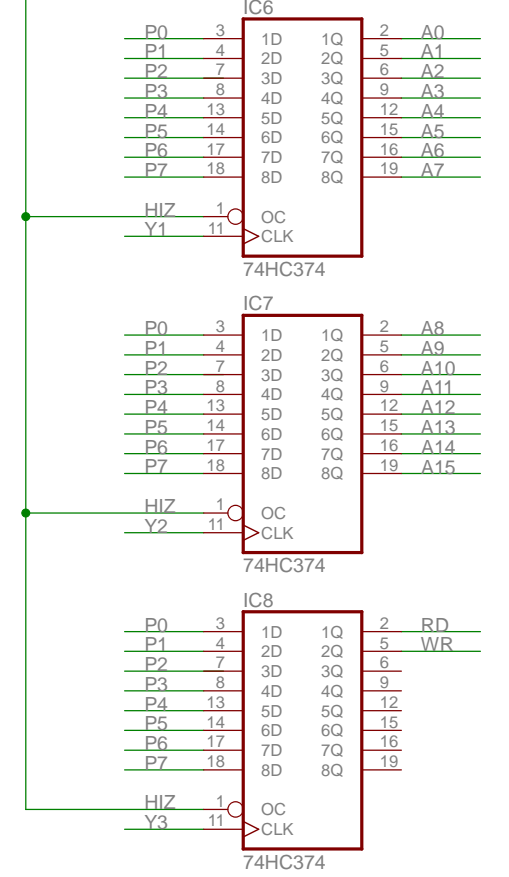 IC6
P0 3 1D 1Q 2 A0
P1 4 2D 2Q 5 A1
P2 7 3D 3Q 6 A2
P3 8 4D 4Q 9 A3
P4 13 5D 5Q 12 A4
P5 14 6D 6Q 15 A5
P6 17 7D 7Q 16 A6
P7 18 8D 8Q 19 A7
HIZ 1 OC
Y1 11 CLK
74HC374
IC7
P0 3 1D 1Q 2 A8
P1 4 2D 2Q 5 A9
P2 7 3D 3Q 6 A10
P3 8 4D 4Q 9 A11
P4 13 5D 5Q 12 A12
P5 14 6D 6Q 15 A13
P6 17 7D 7Q 16 A14
P7 18 8D 8Q 19 A15
HIZ 1 OC
Y2 11 CLK
74HC374
IC8
P0 3 1D 1Q 2 RD
P1 4 2D 2Q 5 WR
P2 7 3D 3Q 6
P3 8 4D 4Q 9
P4 13 5D 5Q 12
P5 14 6D 6Q 15
P6 17 7D 7Q 16
P7 18 8D 8Q 19
HIZ 1 OC
Y3 11 CLK
74HC374